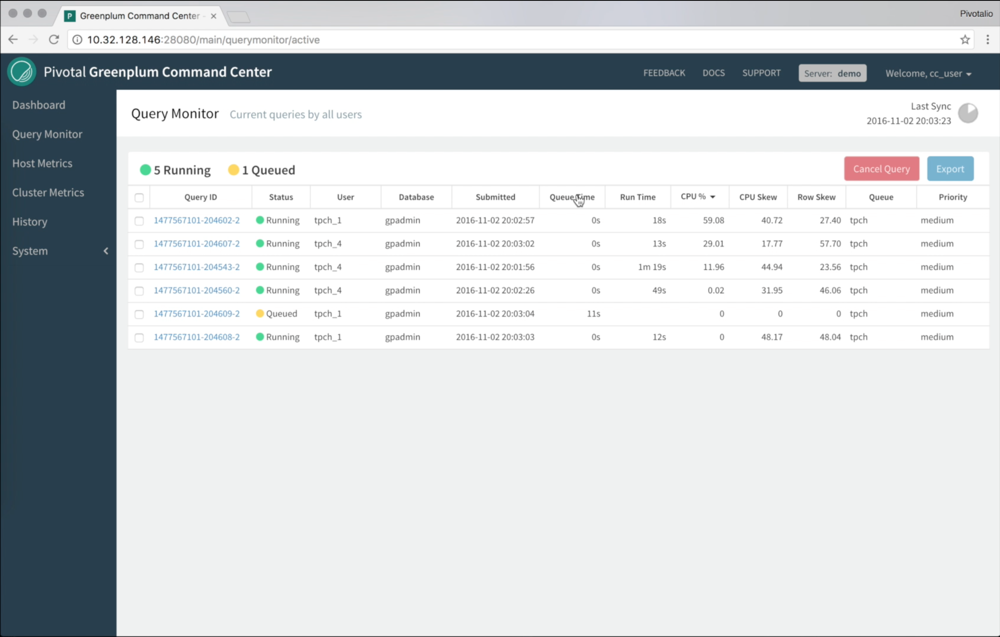 Greenplum Command Center -
Pivotalio
10.32.128.146:28080/main/querymonitor/active
Pivotal Greenplum Command Center
FEEDBACK DOCS SUPPORT Server: demo Welcome, cc_user
Dashboard
Query Monitor
Host Metrics
Cluster Metrics
History
System
Query Monitor Current queries by all users
Last Sync
2016-11-02 20:03:23
5 Running 1 Queued
Cancel Query Export
Query ID Status User Database Submitted Queue Time Run Time CPU % CPU Skew Row Skew Queue Priority
1477567101-204602-2 Running tpch_1 gpadmin 2016-11-02 20:02:57 0s 18s 59.08 40.72 27.40 tpch medium
1477567101-204607-2 Running tpch_4 gpadmin 2016-11-02 20:03:02 0s 13s 29.01 17.77 57.70 tpch medium
1477567101-204543-2 Running tpch_4 gpadmin 2016-11-02 20:01:56 0s 1m 19s 11.96 44.94 23.56 tpch medium
1477567101-204560-2 Running tpch_4 gpadmin 2016-11-02 20:02:26 0s 49s 0.02 31.95 46.06 tpch medium
1477567101-204609-2 Queued tpch_1 gpadmin 2016-11-02 20:03:04 11s 0 0 0 tpch medium
1477567101-204608-2 Running tpch_1 gpadmin 2016-11-02 20:03:03 0s 12s 0 48.17 48.04 tpch medium